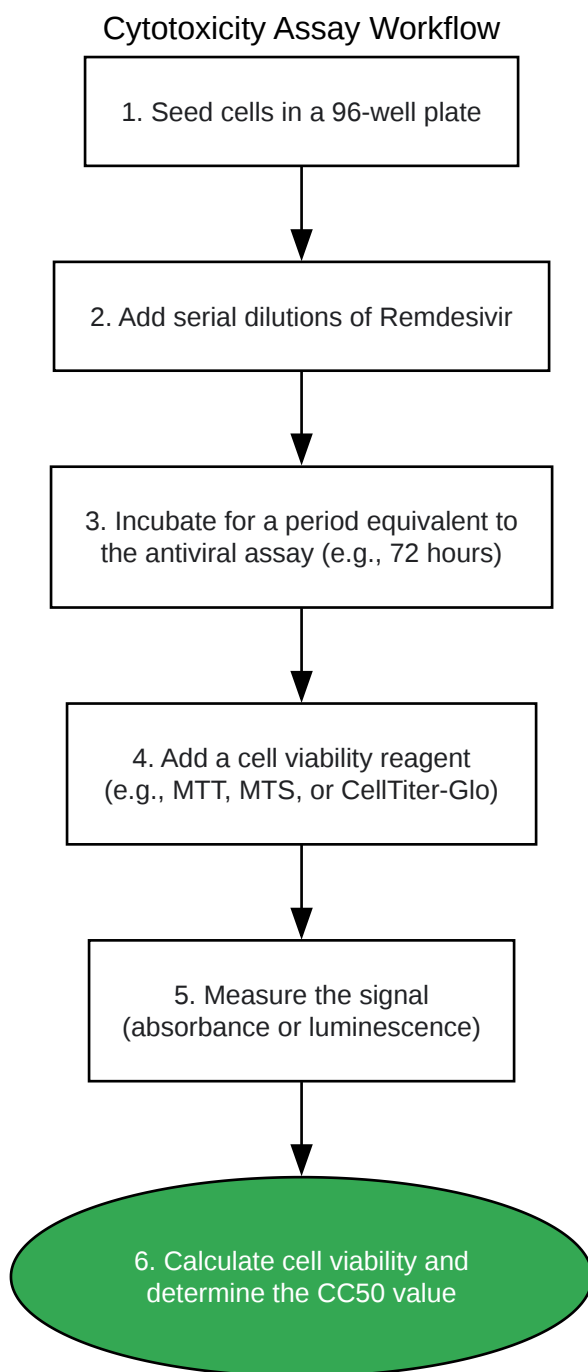 Cytotoxicity Assay Workflow
1. Seed cells in a 96-well plate
2. Add serial dilutions of Remdesivir
3. Incubate for a period equivalent to
the antiviral assay (e.g., 72 hours)
4. Add a cell viability reagent
(e.g., MTT, MTS, or CellTiter-Glo)
5. Measure the signal
(absorbance or luminescence)
6. Calculate cell viability and
determine the CC50 value